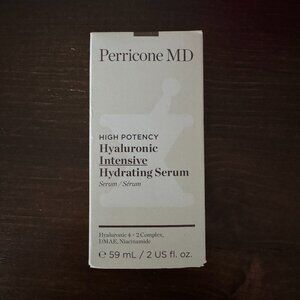 Perricone MD
HIGH POTENCY
Hyaluronic
Intensive
Hydrating Serum
Serum / Sérum
Hyaluronic 4 + 2 Complex,
DMAE, Niacinamide
℮ 59 mL / 2 US fl. oz.